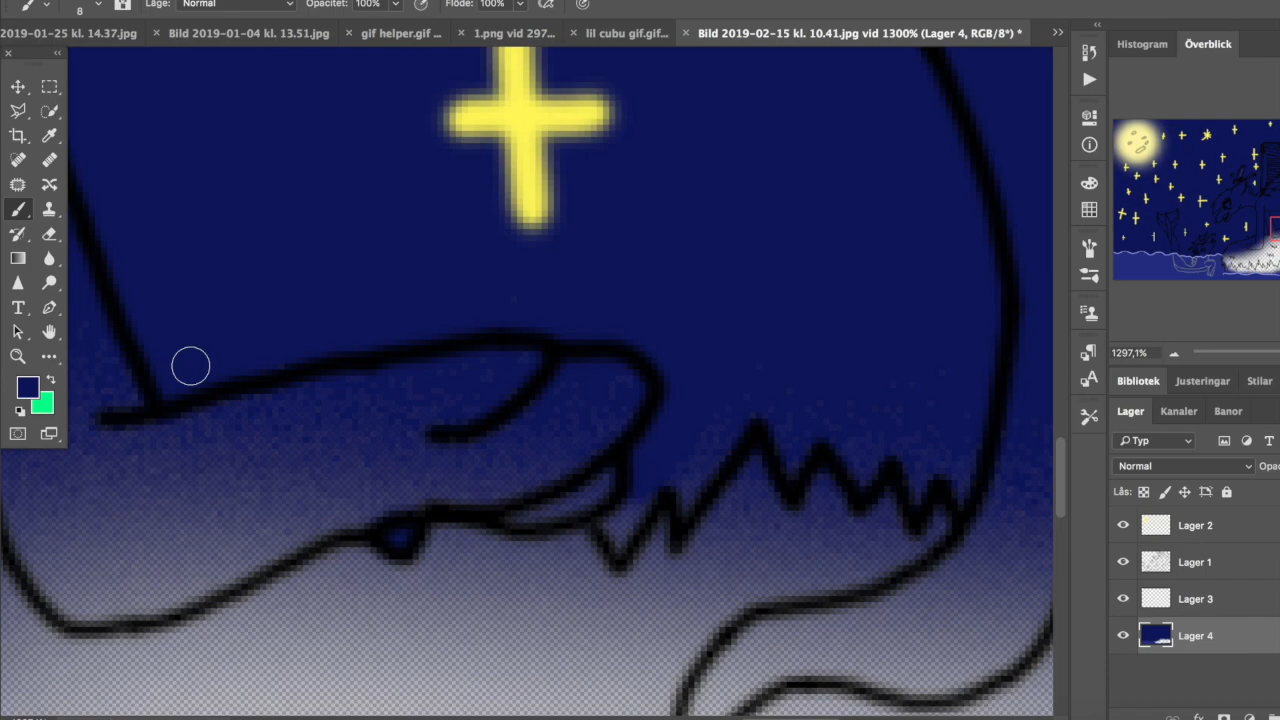 Läge: Normal Opacitet: 100% Flöde: 100%
8
2019-01-25 kl. 14.37.jpg × Bild 2019-01-04 kl. 13.51.jpg × gif helper.gif ... × 1.png vid 297... × lil cubu gif.gif... × Bild 2019-02-15 kl. 10.41.jpg vid 1300% (Lager 4, RGB/8*) *
Histogram Överblick
1297,1%
Bibliotek Justeringar Stilar
Lager Kanaler Banor
Typ
Normal Opac
Lås:
Lager 2
Lager 1
Lager 3
Lager 4